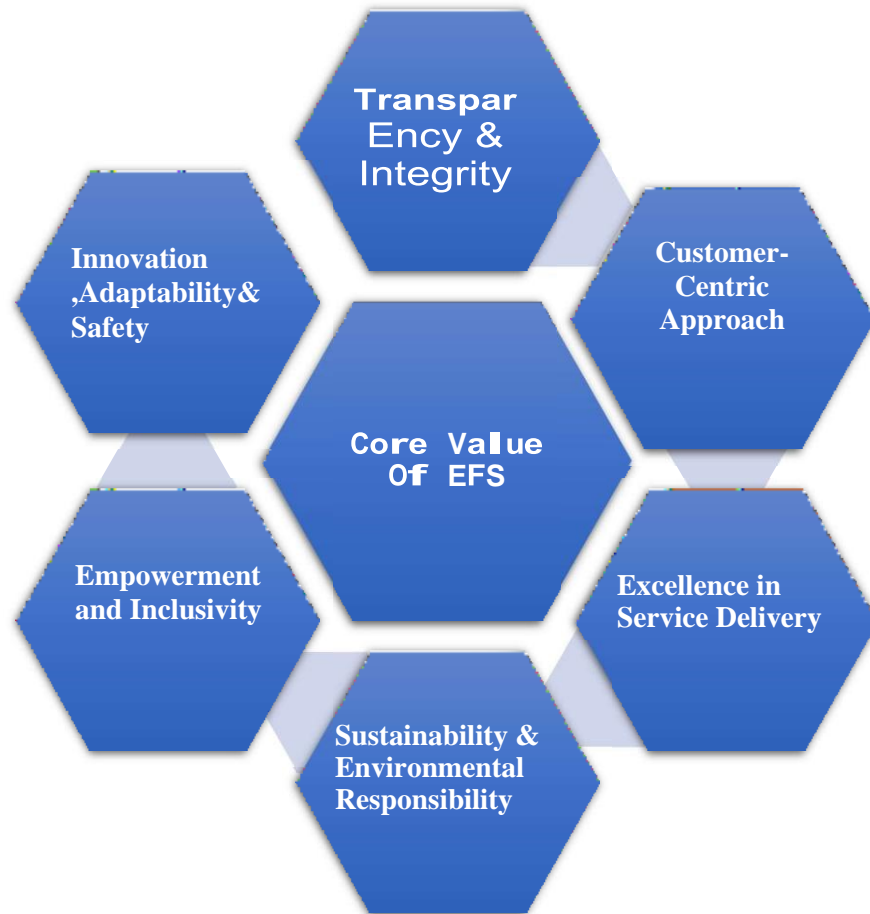 Transpar
Ency &
Integrity
Customer-
Centric
Approach
Excellence in
Service Delivery
Sustainability &
Environmental
Responsibility
Empowerment
and Inclusivity
Innovation
,Adaptability&
Safety
Core Value
Of EFS